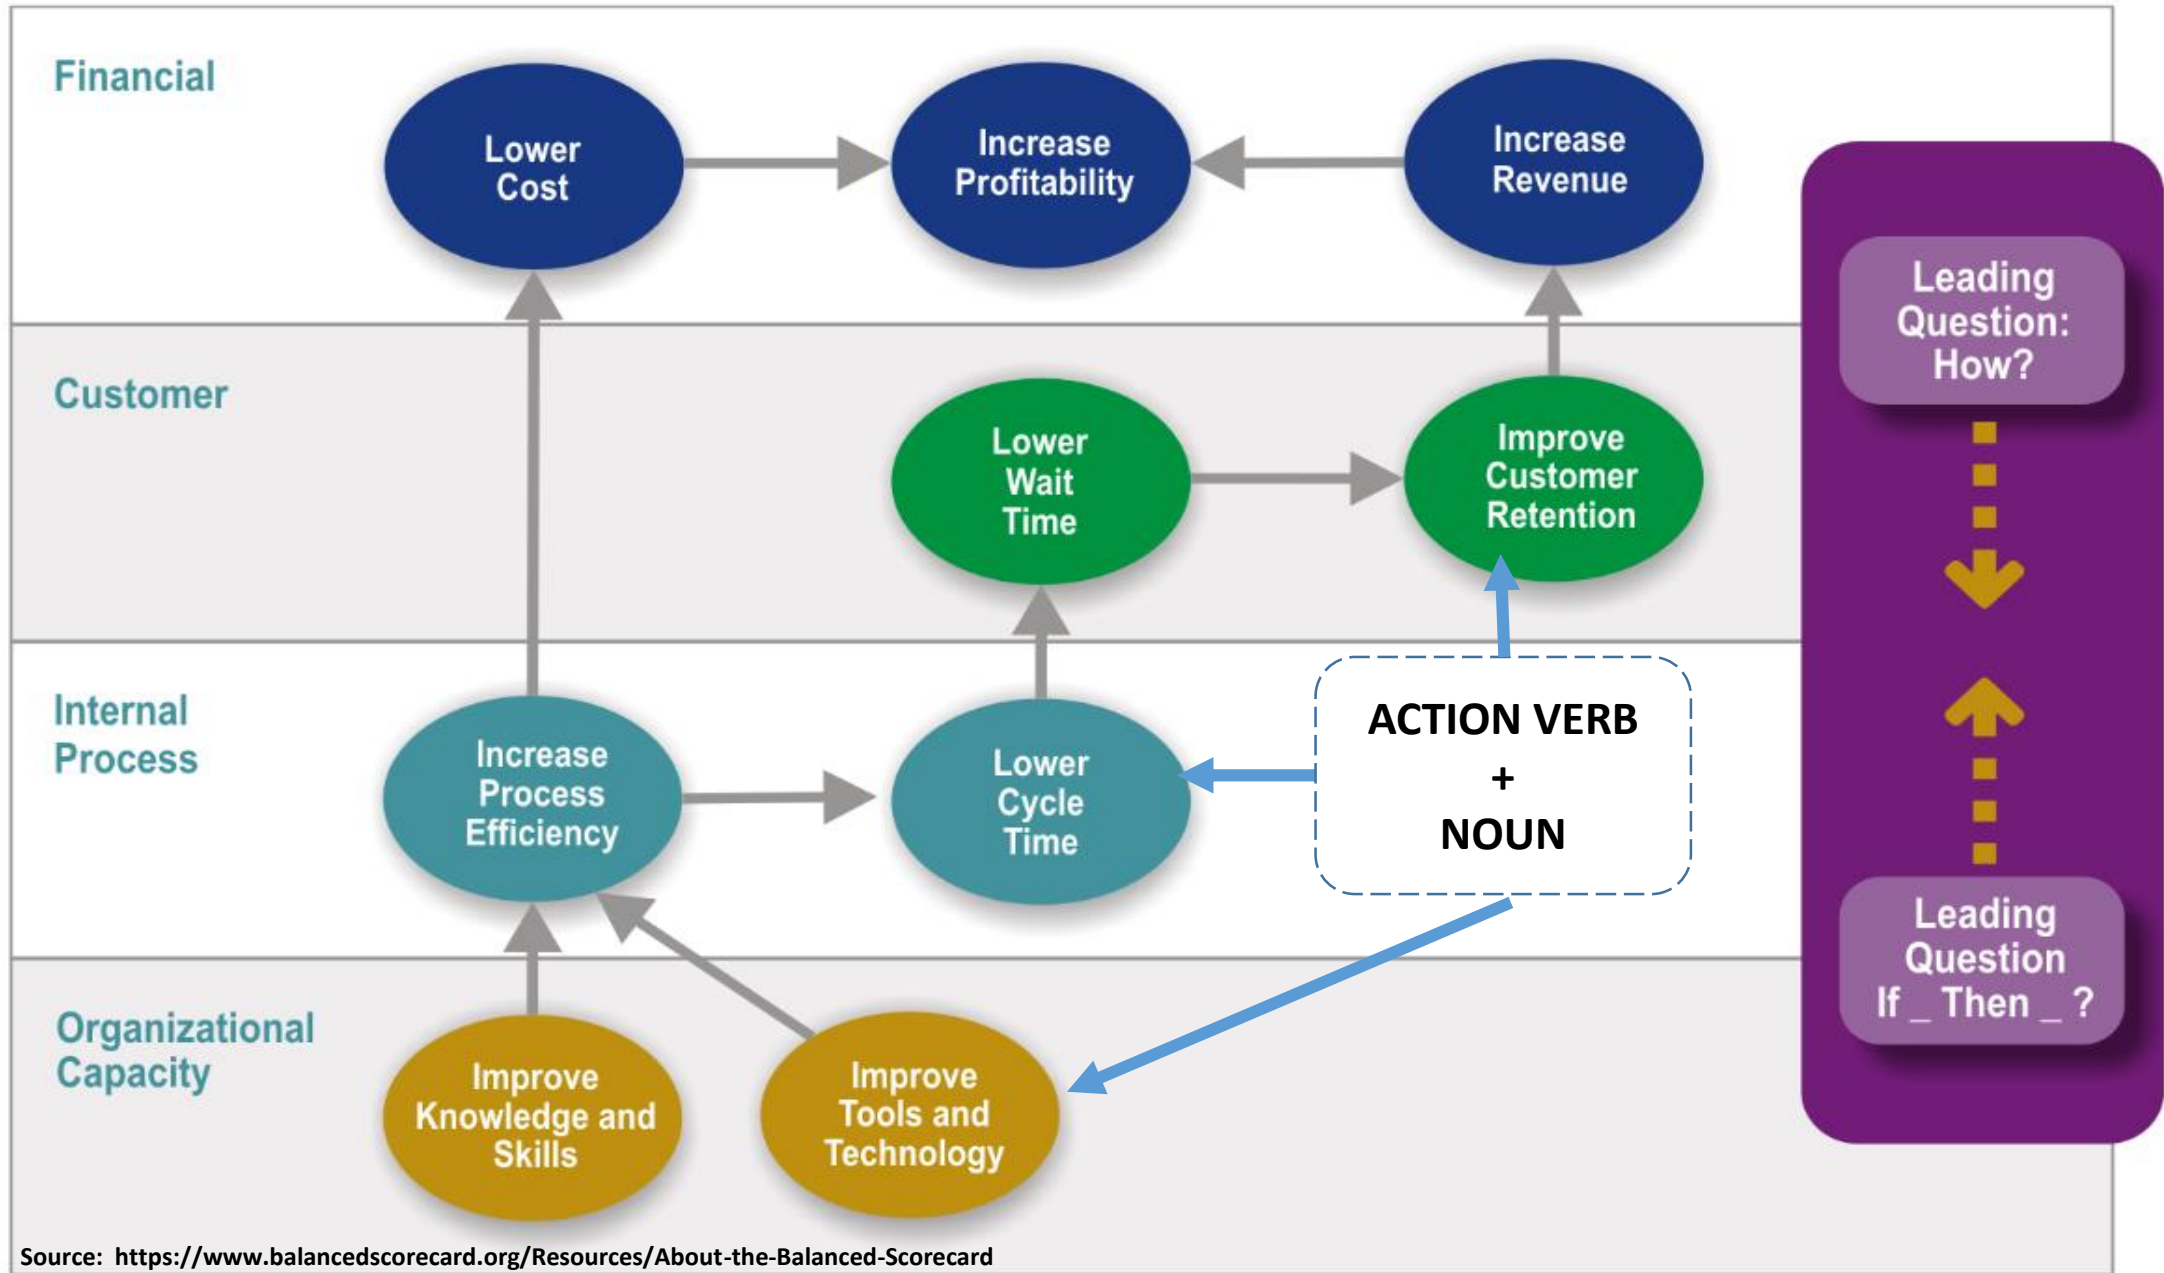 Financial
Lower
Cost
Increase
Profitability
Increase
Revenue
Leading
Question:
How?
Customer
Lower
Wait
Time
Improve
Customer
Retention
Internal
Process
Increase
Process
Efficiency
Lower
Cycle
Time
ACTION VERB
+
NOUN
Leading
Question
If _ Then _ ?
Organizational
Capacity
Improve
Knowledge and
Skills
Improve
Tools and
Technology
Source: https://www.balancedscorecard.org/Resources/About-the-Balanced-Scorecard